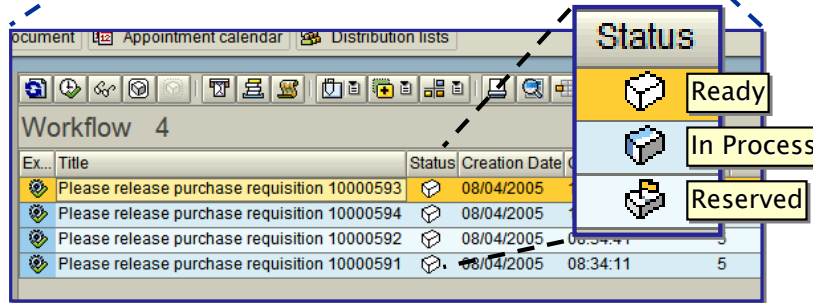 ocument Appointment calendar Distribution lists
Status
Ready
In Process
Reserved
Workflow 4
Ex... Title Status Creation Date
Please release purchase requisition 10000593 08/04/2005
Please release purchase requisition 10000594 08/04/2005
Please release purchase requisition 10000592 08/04/2005 08:34:41 5
Please release purchase requisition 10000591 08/04/2005 08:34:11 5